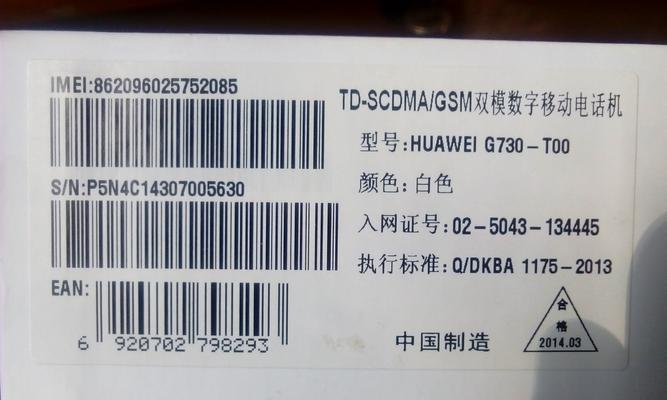 IMEI:862096025752085
S/N:P5N4C14307005630
EAN:
6 920702 798293
TD-SCDMA/GSM双模数字移动电话机
型号:HUAWEI G730-T00
颜色:白色
入网证号:02-5043-134445
执行标准:Q/DKBA 1175-2013
中国制造
合
格
2014.03